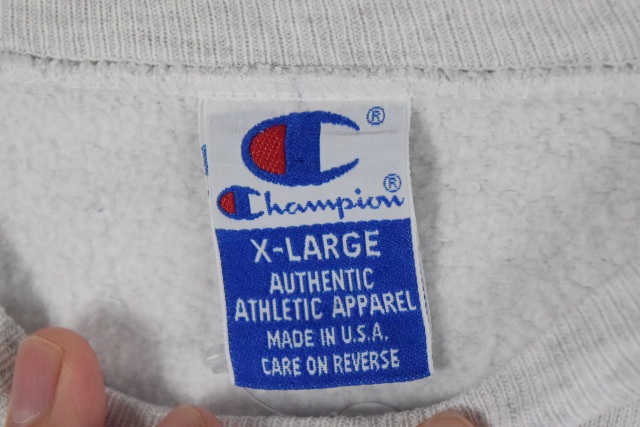 ®
Champion®
X-LARGE
AUTHENTIC
ATHLETIC APPAREL
MADE IN U.S.A.
CARE ON REVERSE